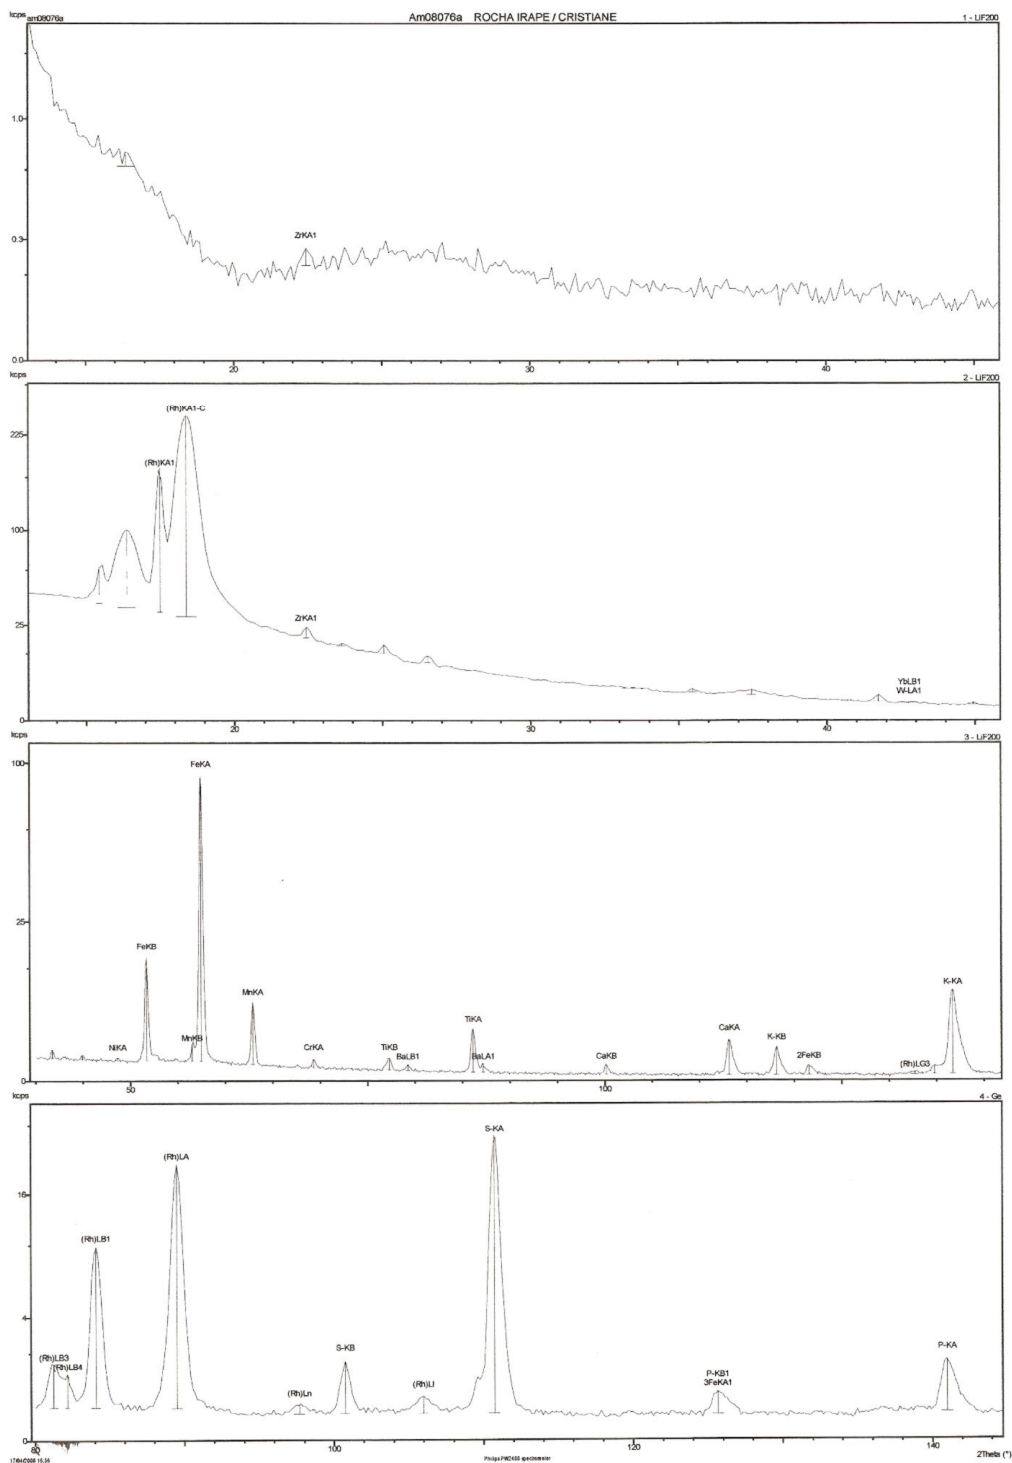 kcps am08076a Am08076a ROCHA IRAPE / CRISTIANE 1 - LiF200
1.0
ZrKA1
0.3
0.0
20 30 40
kcps 2 - LiF200
(Rh)KA1-C
225
(Rh)KA1
100
ZrKA1
25
YbLB1
W-LA1
0
20 30 40
kcps 3 - LiF200
FeKA
100
25
FeKB
MnKA
K-KA
NiKA
MnKB
CrKA
TiKB
BaLB1
TiKA
BaLA1
CaKB
CaKA
K-KB
2FeKB
(Rh)LG3
0
50 100
kcps 4 - Ge
S-KA
(Rh)LA
16
(Rh)LB1
4
(Rh)LB3
(Rh)LB4
(Rh)Ln
S-KB
(Rh)Ll
P-KB1
3FeKA1
P-KA
0
80 100 120 140
2Theta (°)
Philips PW2400 spectrometer